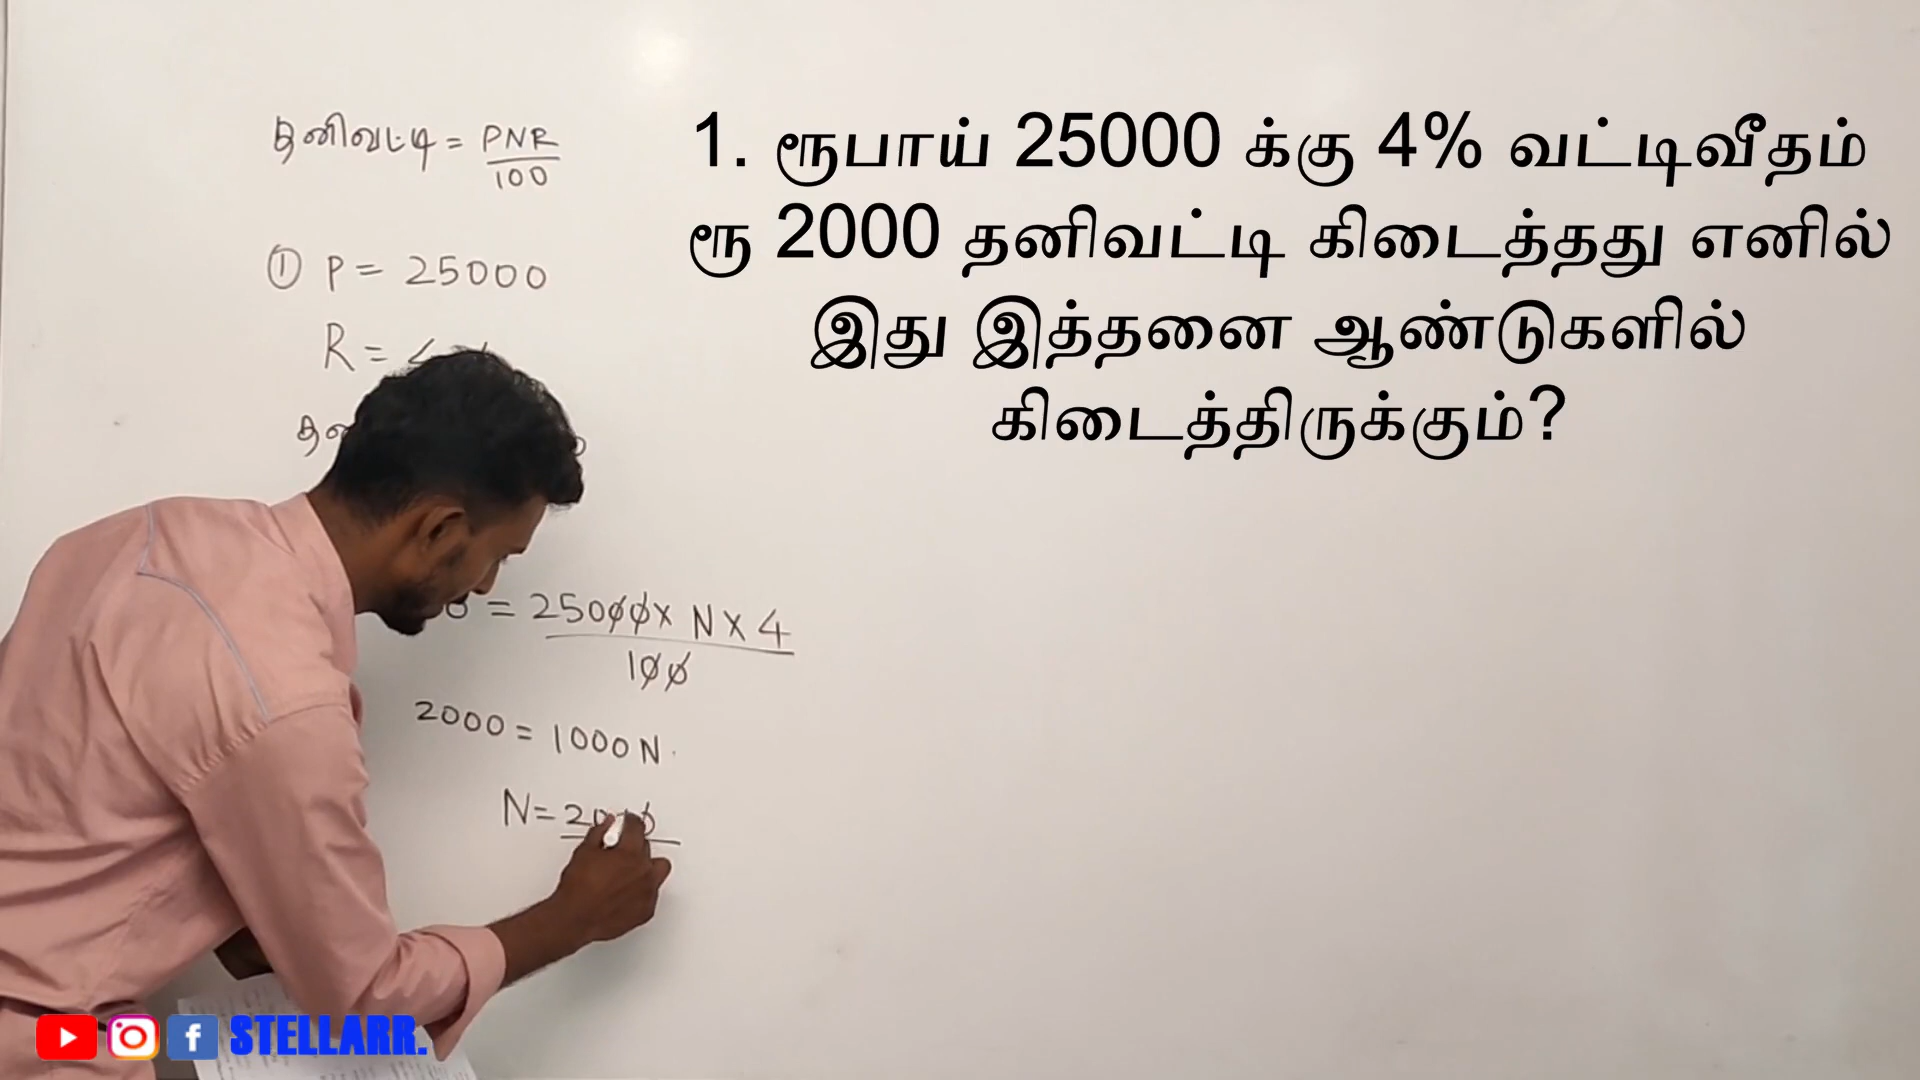 தனிவட்டி = PNR
100
① P = 25000
R =
= 25000 x N x 4
100
2000 = 1000 N
N =
1. ரூபாய் 25000 க்கு 4% வட்டிவீதம்
ரூ 2000 தனிவட்டி கிடைத்தது எனில்
இது இத்தனை ஆண்டுகளில்
கிடைத்திருக்கும்?
STELLARR.